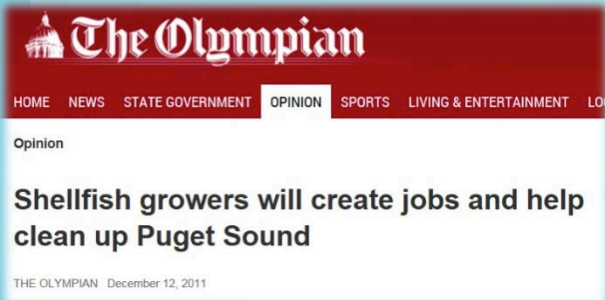 The Olympian
HOME NEWS STATE GOVERNMENT OPINION SPORTS LIVING & ENTERTAINMENT
Opinion
Shellfish growers will create jobs and help
clean up Puget Sound
THE OLYMPIAN December 12, 2011